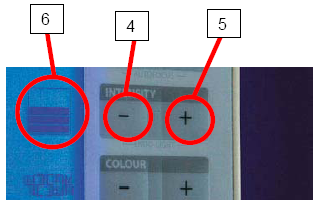 6
4
5
INTENSITY
- +
COLOUR
- +